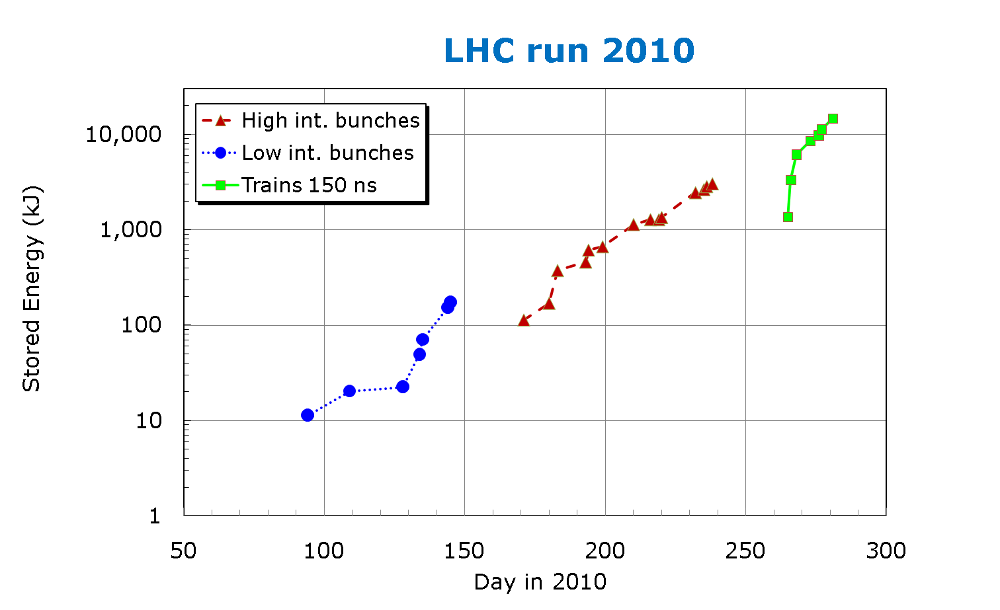 LHC run 2010
High int. bunches
Low int. bunches
Trains 150 ns
10,000
1,000
100
10
1
Stored Energy (kJ)
50 100 150 200 250 300
Day in 2010